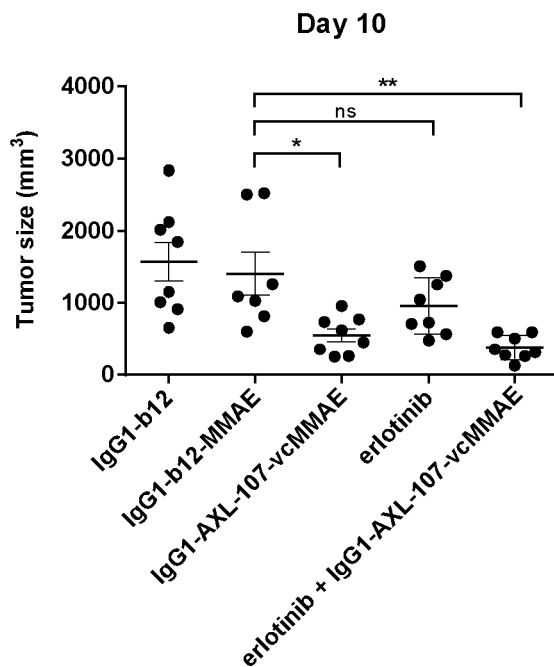 Day 10
**
ns
*
Tumor size (mm³)
4000
3000
2000
1000
0
IgG1-b12
IgG1-b12-MMAE
IgG1-AXL-107-vcMMAE
erlotinib
erlotinib + IgG1-AXL-107-vcMMAE